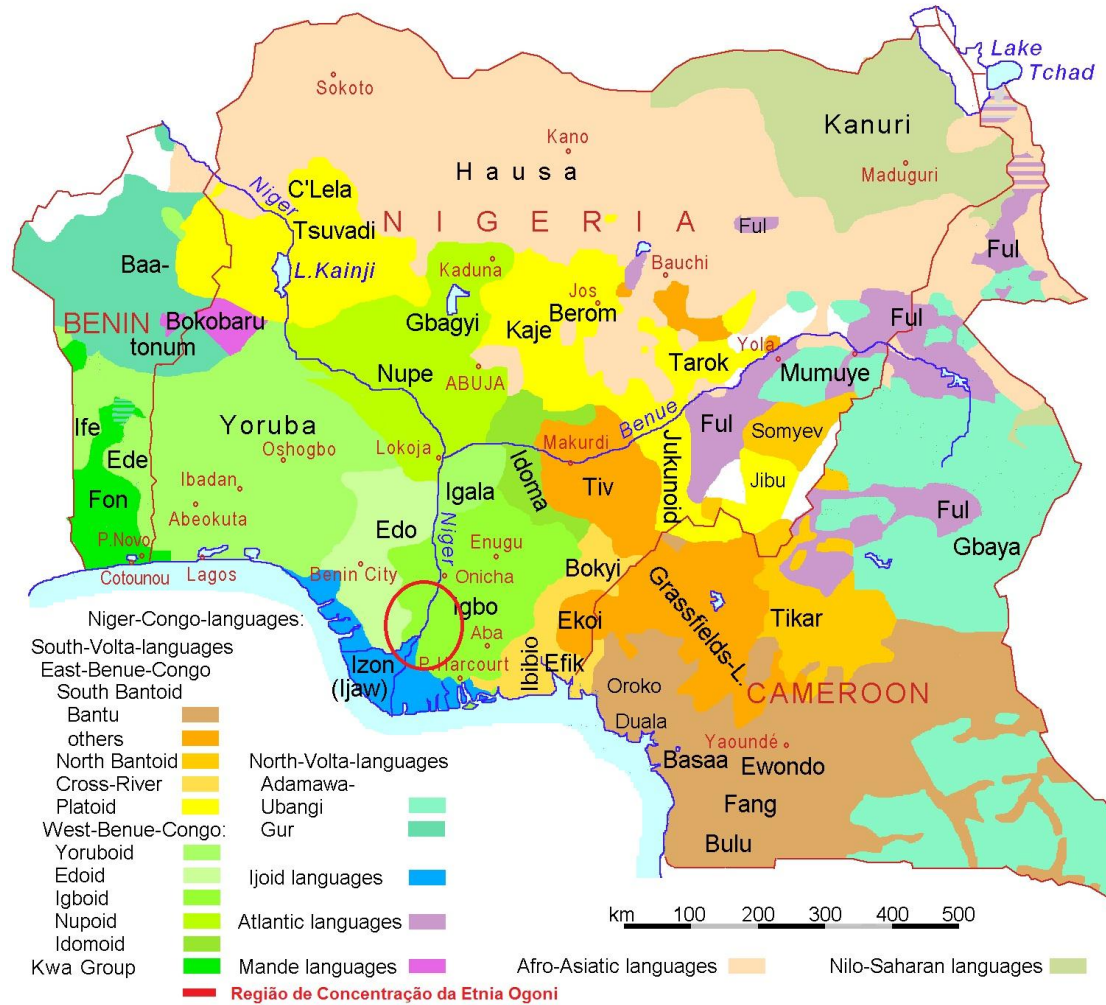 Lake
Tchad
Sokoto
Kanuri
Kano
Hausa
Maduguri
C'Lela
Niger
Tsuvadi
NIGERIA
Ful
Ful
L.Kainji
Kaduna
Bauchi
Baa-
Jos
Berom
Gbagyi
Kaje
BENIN
Bokobaru
tonum
Ful
Yola
Tarok
Mumuye
Nupe
ABUJA
Benue
Ife
Yoruba
Ful
Somyev
Oshogbo
Lokoja
Makurdi
Ede
Idoma
Jukunoid
Jibu
Ibadan
Igala
Tiv
Fon
Abeokuta
Ful
Edo
Niger
Gbaya
P.Novo
Enugu
Cotounou
Lagos
Benin City
Onicha
Bokyi
Igbo
Grassfields-L.
Tikar
Ekoi
Aba
Izon
(Ijaw)
P.Harcourt
Ibibio
Efik
Oroko
CAMEROON
Duala
Yaoundé
Basaa
Ewondo
Fang
Bulu
Niger-Congo-languages:
South-Volta-languages
East-Benue-Congo
South Bantoid
Bantu
others
North Bantoid
Cross-River
Platoid
West-Benue-Congo:
Yoruboid
Edoid
Igboid
Nupoid
Idomoid
Kwa Group
North-Volta-languages
Adamawa-
Ubangi
Gur
Ijoid languages
Atlantic languages
Mande languages
Afro-Asiatic languages
Nilo-Saharan languages
km 100 200 300 400 500
Região de Concentração da Etnia Ogoni